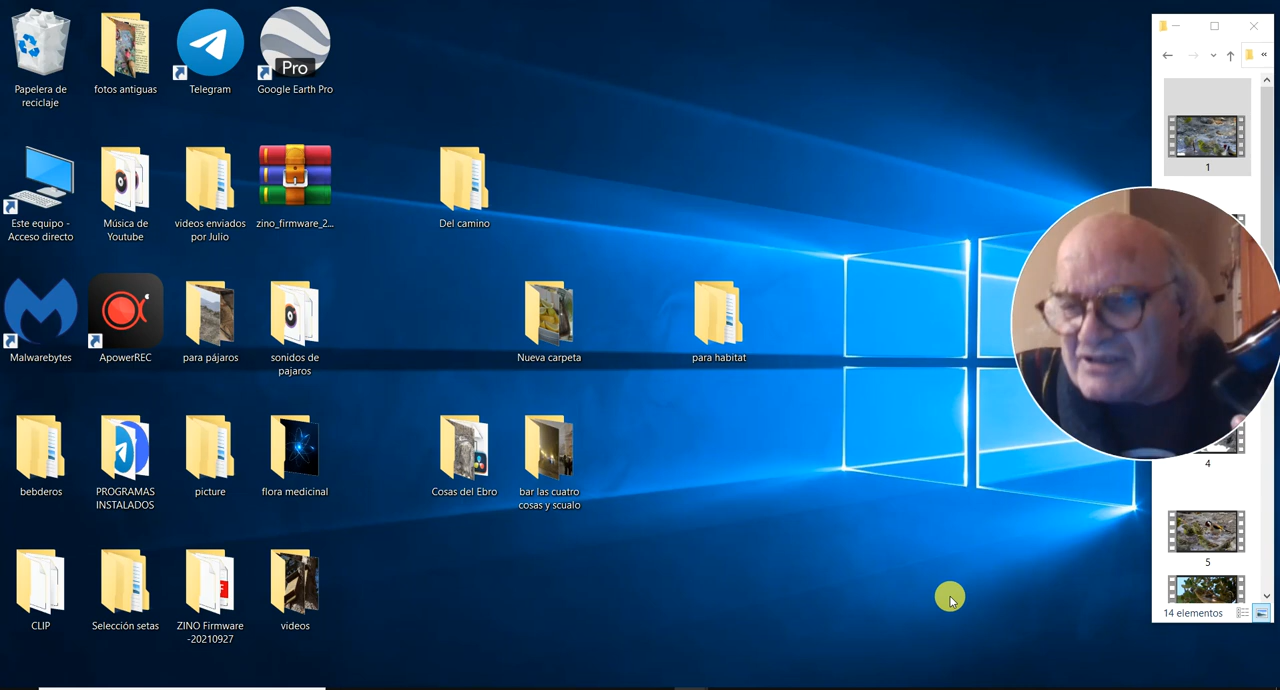 Papelera de
reciclaje
fotos antiguas
Telegram
Pro
Google Earth Pro
Este equipo -
Acceso directo
Música de
Youtube
videos enviados
por Julio
zino_firmware_2...
Del camino
1
Malwarebytes
ApowerREC
para pájaros
sonidos de
pajaros
Nueva carpeta
para habitat
bebderos
PROGRAMAS
INSTALADOS
picture
flora medicinal
Cosas del Ebro
bar las cuatro
cosas y scualo
4
5
CLIP
Selección setas
ZINO Firmware
-20210927
videos
14 elementos